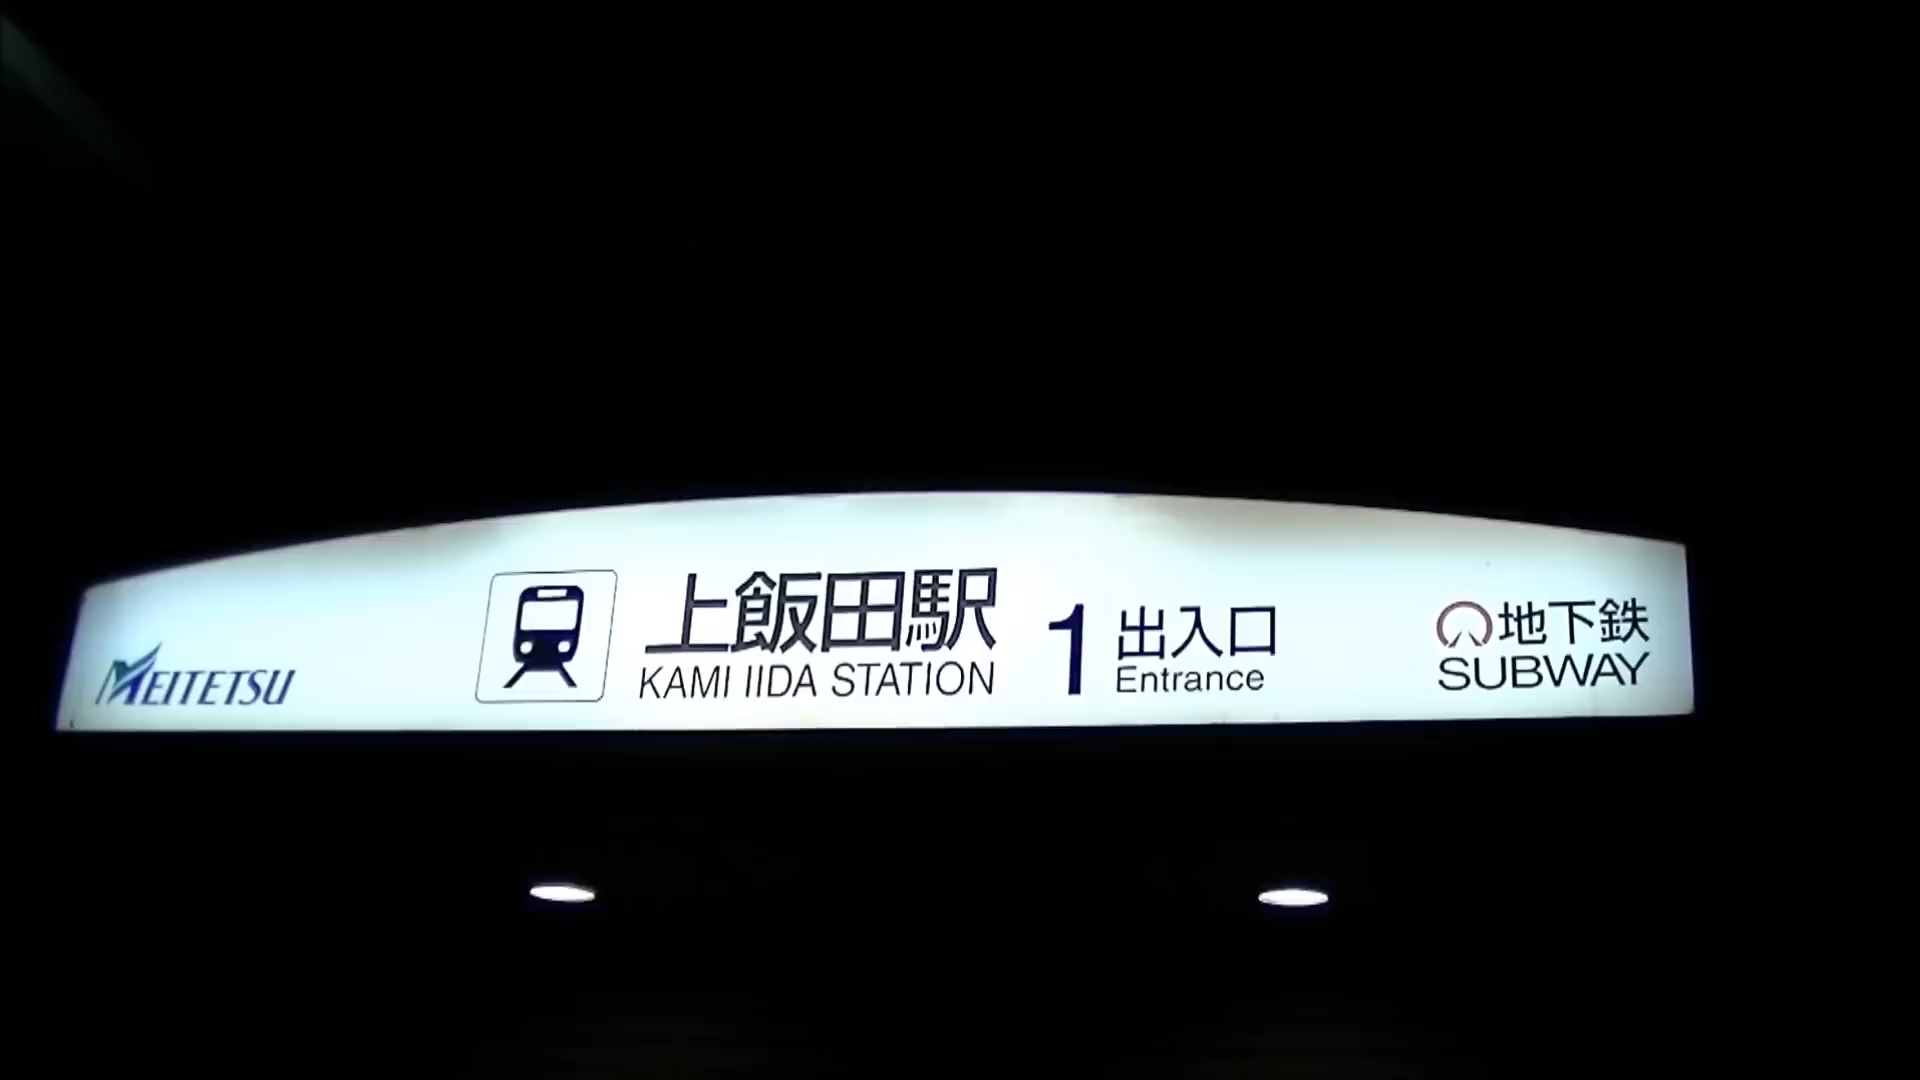 MEITETSU
上飯田駅
KAMI IIDA STATION
1
出入口
Entrance
地下鉄
SUBWAY